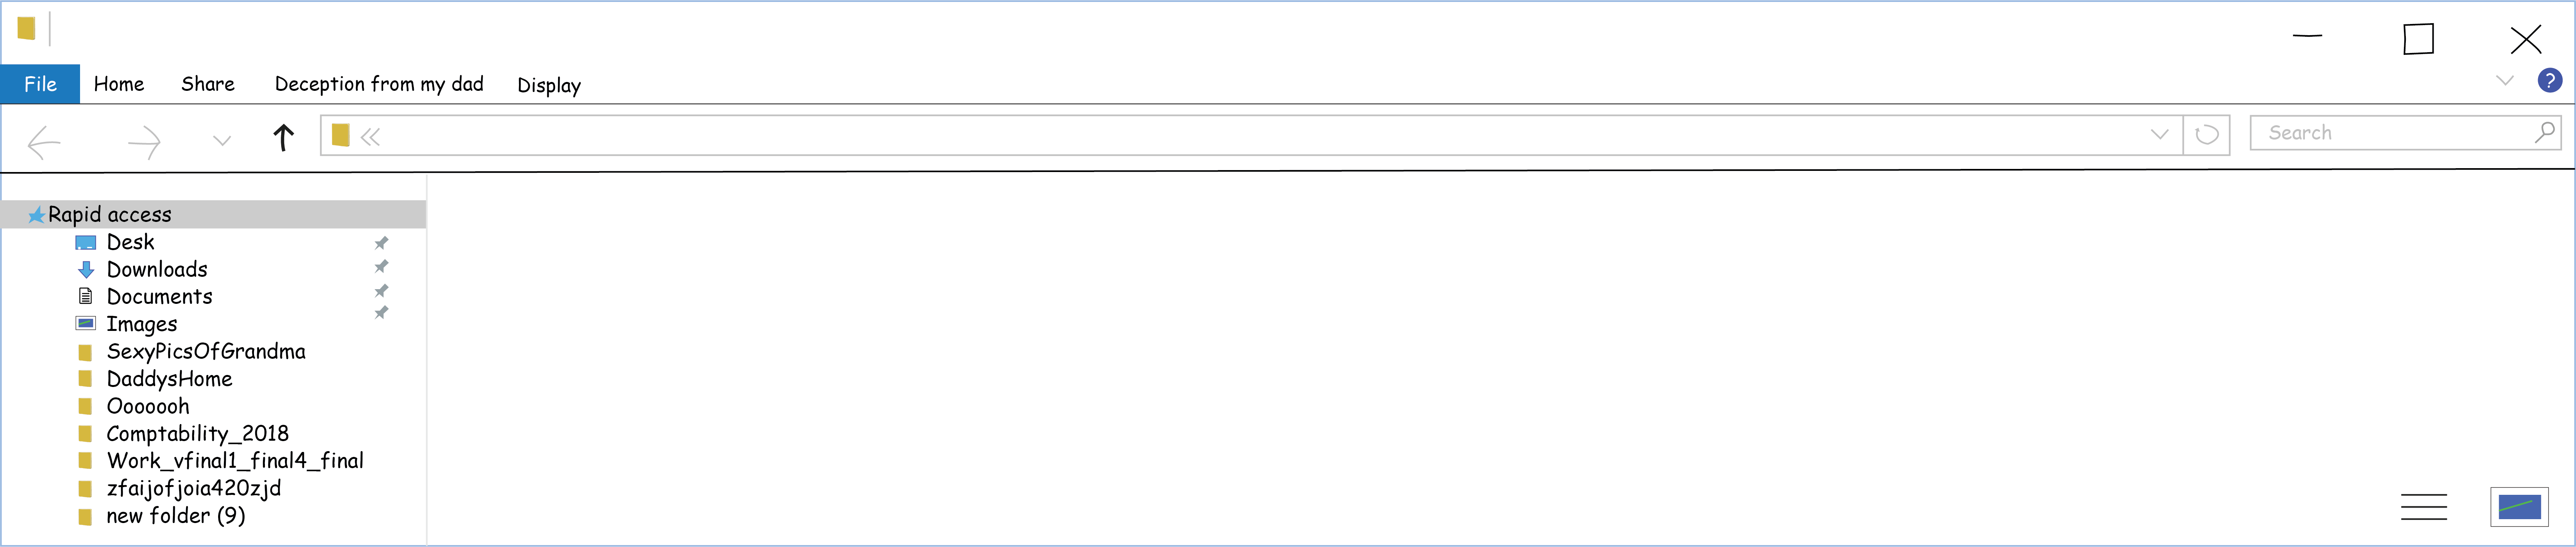 File Home Share Deception from my dad Display ?
Search
Rapid access
Desk
Downloads
Documents
Images
SexyPicsOfGrandma
DaddysHome
Ooooooh
Comptability_2018
Work_vfinal1_final4_final
zfaijofjoia420zjd
new folder (9)